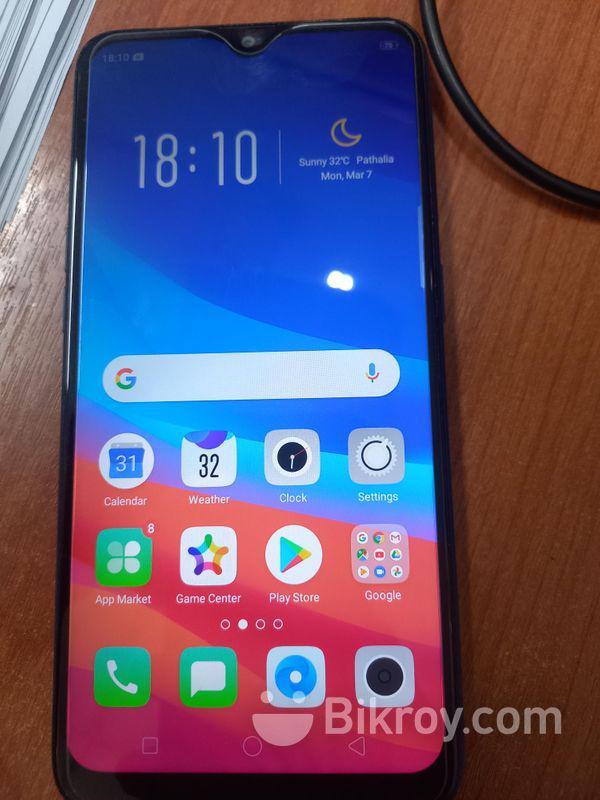 18:10
18:10
Sunny 32°C Pathalia
Mon, Mar 7
G
31
32
Calendar
Weather
Clock
Settings
8
App Market
Game Center
Play Store
Google
Bikroy.com